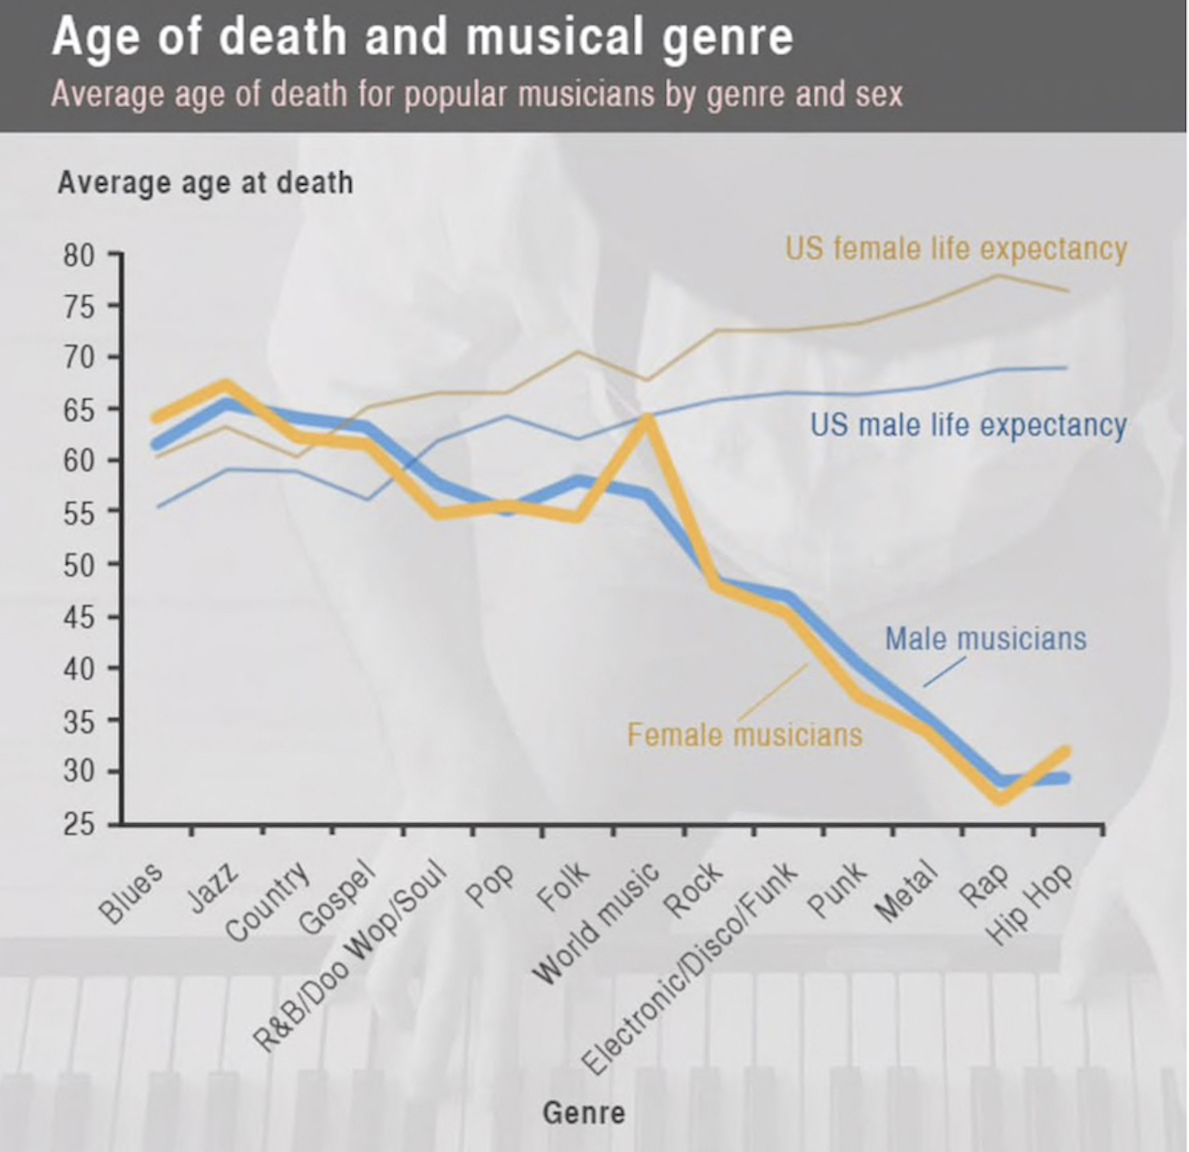 Age of death and musical genre
Average age of death for popular musicians by genre and sex
Average age at death
80
75
70
65
60
55
50
45
40
35
30
25
US female life expectancy
US male life expectancy
Male musicians
Female musicians
Blues
Jazz
Country
Gospel
R&B/Doo Wop/Soul
Pop
Folk
World music
Rock
Electronic/Disco/Funk
Punk
Metal
Rap
Hip Hop
Genre